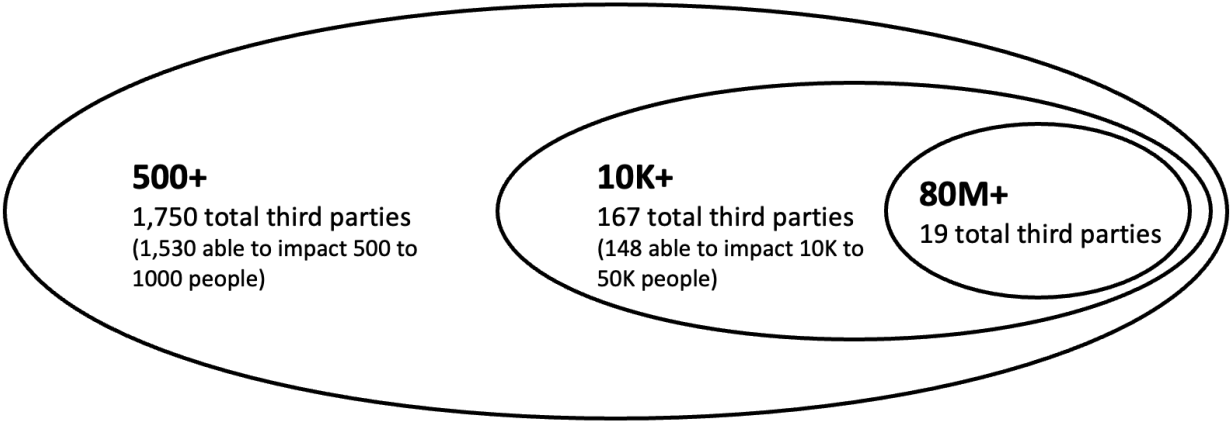 500+
1,750 total third parties
(1,530 able to impact 500 to
1000 people)
10K+
167 total third parties
(148 able to impact 10K to
50K people)
80M+
19 total third parties